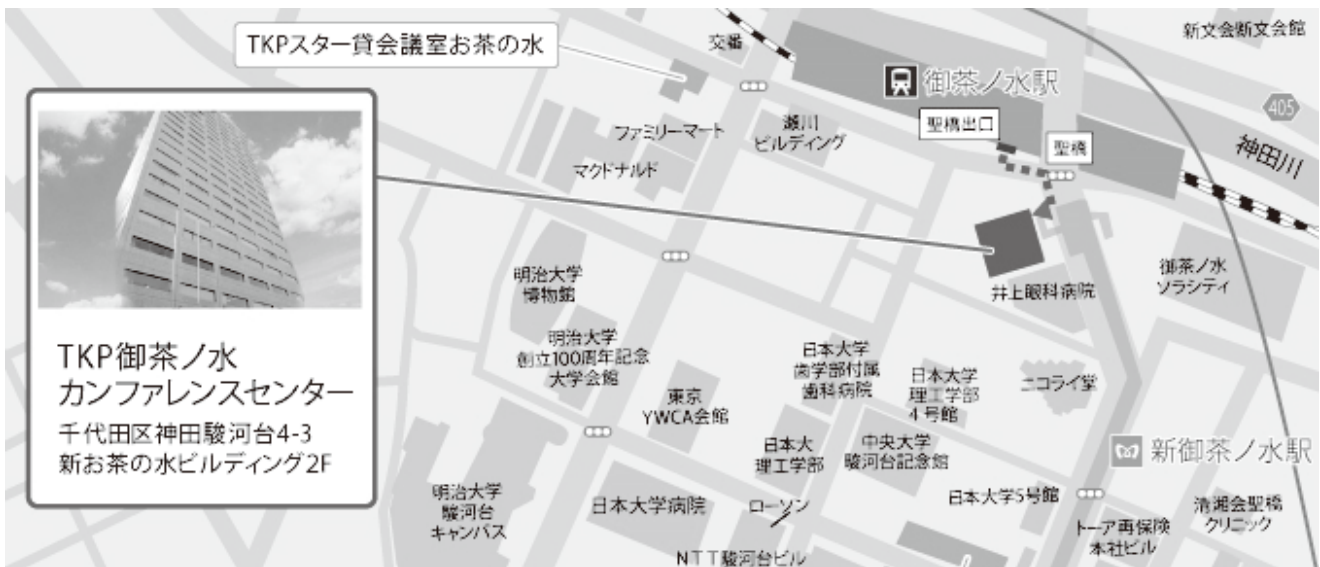 TKPスター貸会議室お茶の水
交番
新文会断文会館
御茶ノ水駅
405
聖橋出口
聖橋
神田川
ファミリーマート
瀬川
ビルディング
マクドナルド
明治大学
博物館
井上眼科病院
御茶ノ水
ソラシティ
TKP御茶ノ水
カンファレンスセンター
千代田区神田駿河台4-3
新お茶の水ビルディング2F
明治大学
創立100周年記念
大学会館
東京
YWCA会館
日本大学
歯学部付属
歯科病院
日本大学
理工学部
4号館
ニコライ堂
日本大
理工学部
中央大学
駿河台記念館
新御茶ノ水駅
明治大学
駿河台
キャンパス
日本大学病院
ローソン
日本大学5号館
トーア再保険
本社ビル
清瀬会聖橋
クリニック
NTT駿河台ビル